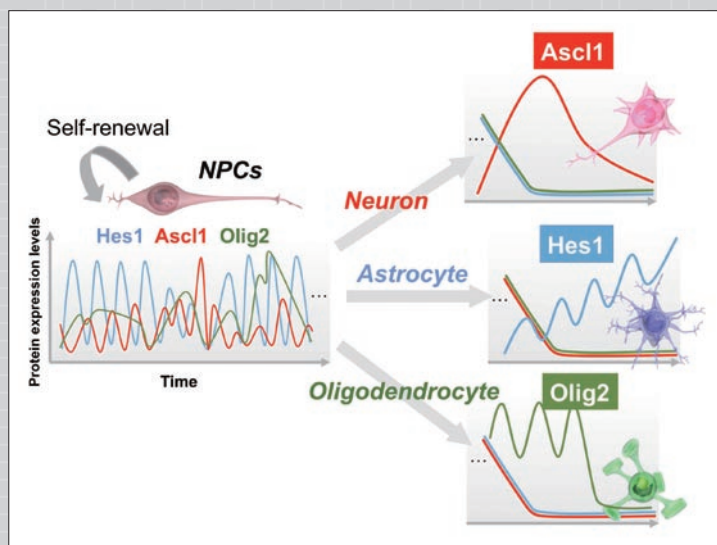 Self-renewal
NPCs
Hes1 Ascl1 Olig2
Protein expression levels
Time
...
Neuron
Astrocyte
Oligodendrocyte
Ascl1
...
Hes1
...
Olig2
...